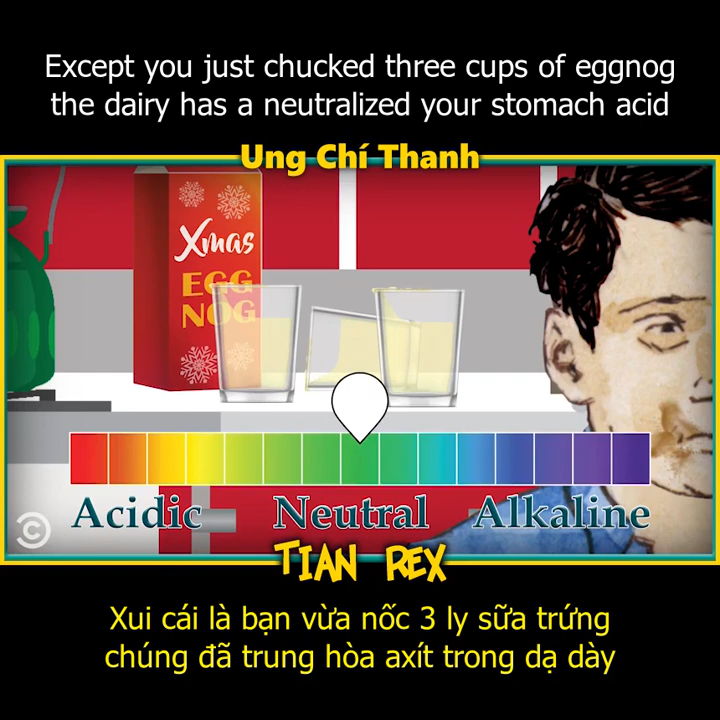 Except you just chucked three cups of eggnog
the dairy has a neutralized your stomach acid
Ung Chí Thanh
Xmas
EGG
NOG
Acidic Neutral Alkaline
TIAN REX
Xui cái là bạn vừa nốc 3 ly sữa trứng
chúng đã trung hòa axít trong dạ dày